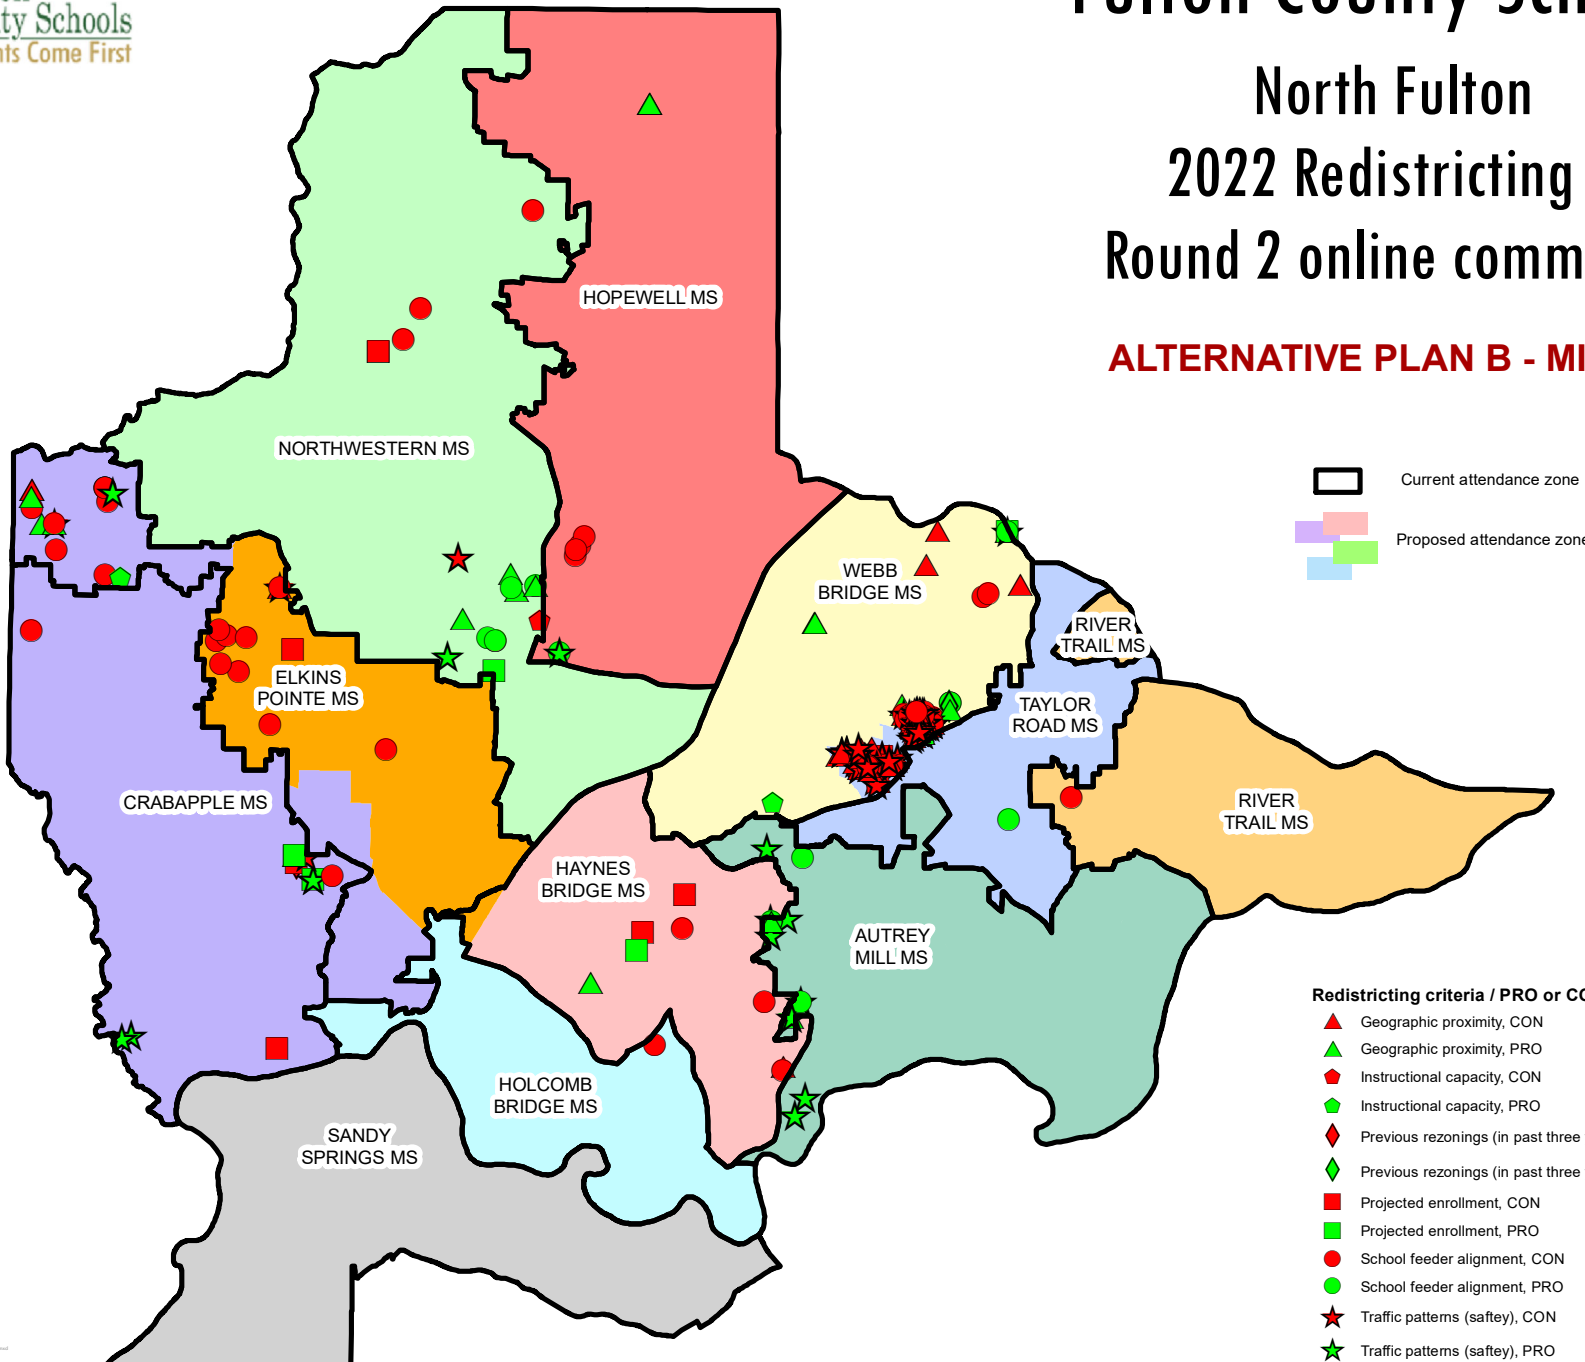 ty Schools
nts Come First
Fulton County Sch
North Fulton
2022 Redistricting
Round 2 online comm
ALTERNATIVE PLAN B - MI
Current attendance zone
Proposed attendance zone
HOPEWELL MS
NORTHWESTERN MS
WEBB
BRIDGE MS
RIVER
TRAIL MS
ELKINS
POINTE MS
TAYLOR
ROAD MS
CRABAPPLE MS
RIVER
TRAIL MS
HAYNES
BRIDGE MS
AUTREY
MILL MS
HOLCOMB
BRIDGE MS
SANDY
SPRINGS MS
Redistricting criteria / PRO or CO
Geographic proximity, CON
Geographic proximity, PRO
Instructional capacity, CON
Instructional capacity, PRO
Previous rezonings (in past three
Previous rezonings (in past three
Projected enrollment, CON
Projected enrollment, PRO
School feeder alignment, CON
School feeder alignment, PRO
Traffic patterns (saftey), CON
Traffic patterns (saftey), PRO